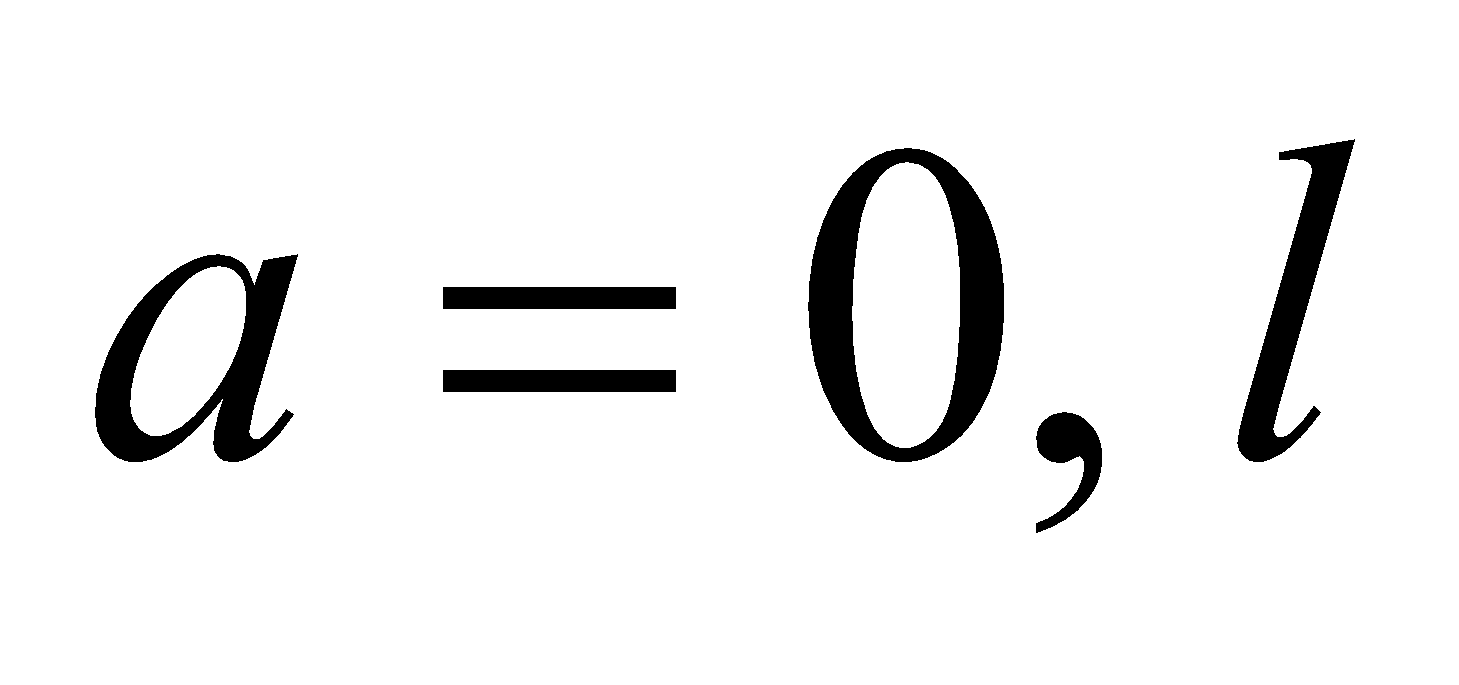 a = 0, l